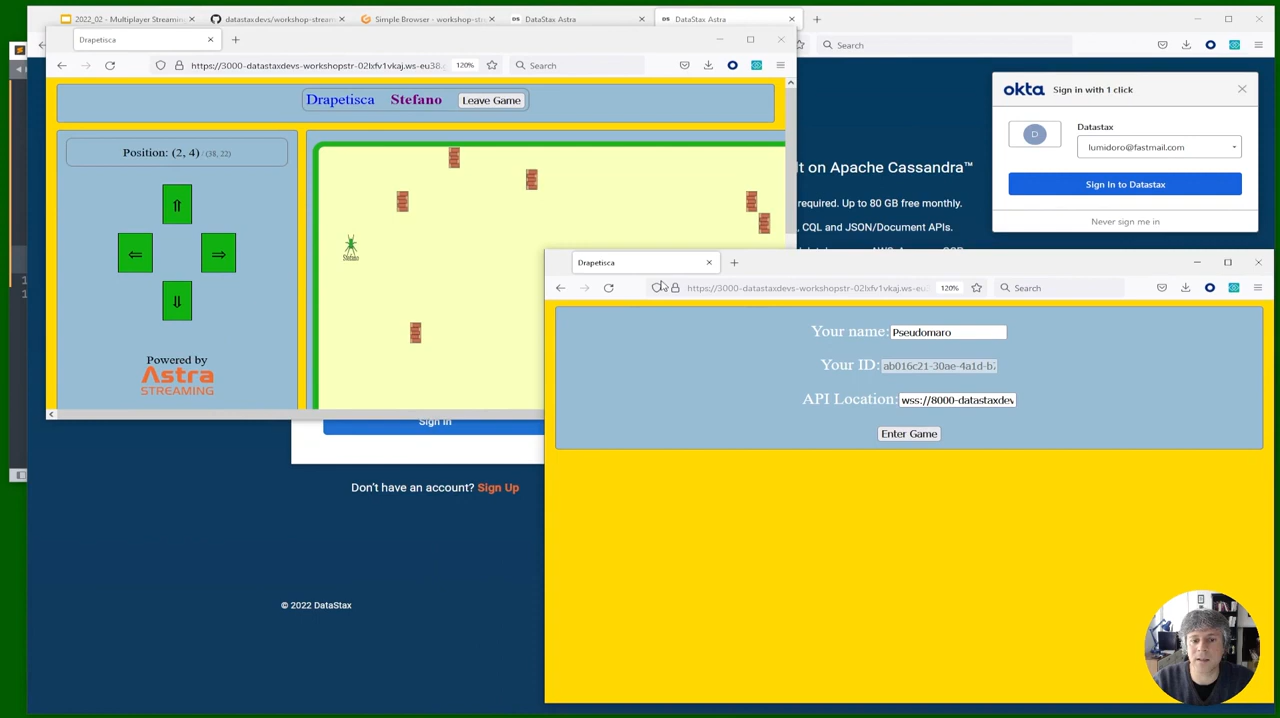 2022_02 - Multiplayer Streamin
datastaxdevs/workshop-stream
Simple Browser - workshop-st
DataStax Astra
DataStax Astra
Drapetisca
Search
https://3000-datastaxdevs-workshopstr-02lxfv1vkaj.ws-eu38.g
120%
Search
Drapetisca
Stefano
Leave Game
Position: (2, 4) / (38, 22)
⇑
⇐
⇒
⇓
Stefano
Powered by
Astra
STREAMING
okta
Sign in with 1 click
D
Datastax
lumidoro@fastmail.com
Sign In to Datastax
Never sign me in
lt on Apache Cassandra™
required. Up to 80 GB free monthly.
, CQL and JSON/Document APIs.
Sign In
Don't have an account? Sign Up
© 2022 DataStax
Drapetisca
https://3000-datastaxdevs-workshopstr-02lxfv1vkaj.ws-eu
120%
Search
Your name: Pseudomaro
Your ID: ab016c21-30ae-4a1d-b
API Location: wss://8000-datastaxdev
Enter Game